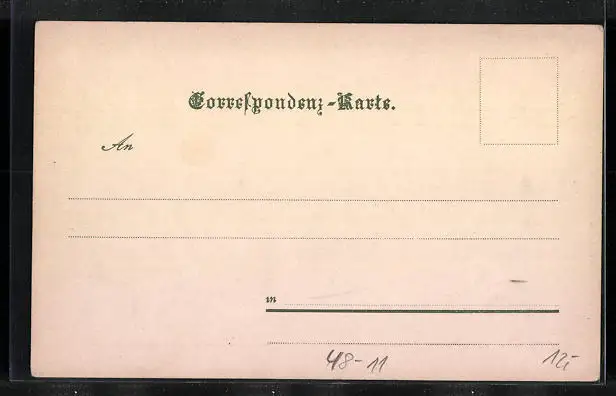 Correspondenz-Karte.
An
in
48-11
12,-